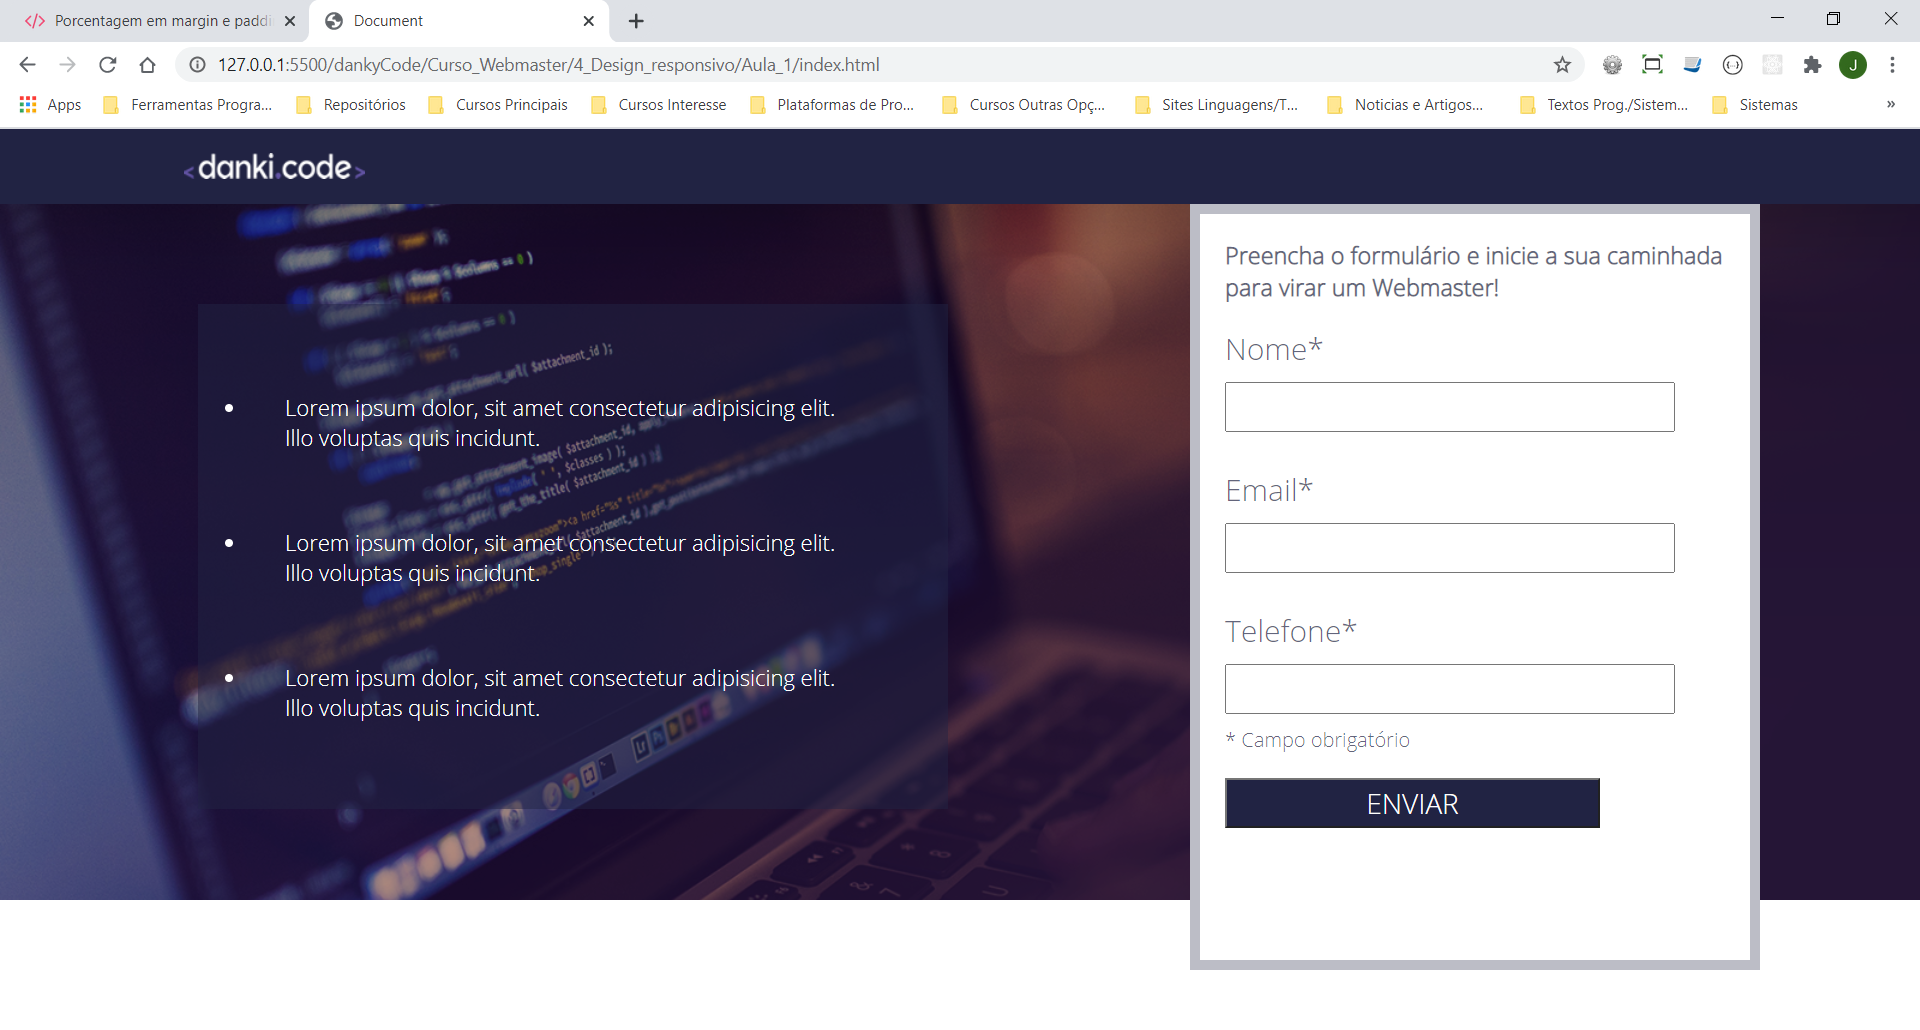 Porcentagem em margin e paddi
Document
127.0.0.1:5500/dankyCode/Curso_Webmaster/4_Design_responsivo/Aula_1/index.html
J
Apps
Ferramentas Progra...
Repositórios
Cursos Principais
Cursos Interesse
Plataformas de Pro...
Cursos Outras Opç...
Sites Linguagens/T...
Noticias e Artigos...
Textos Prog./Sistem...
Sistemas
»
<danki.code>
Lorem ipsum dolor, sit amet consectetur adipisicing elit.
Illo voluptas quis incidunt.
Lorem ipsum dolor, sit amet consectetur adipisicing elit.
Illo voluptas quis incidunt.
Lorem ipsum dolor, sit amet consectetur adipisicing elit.
Illo voluptas quis incidunt.
Preencha o formulário e inicie a sua caminhada
para virar um Webmaster!
Nome*
Email*
Telefone*
* Campo obrigatório
ENVIAR